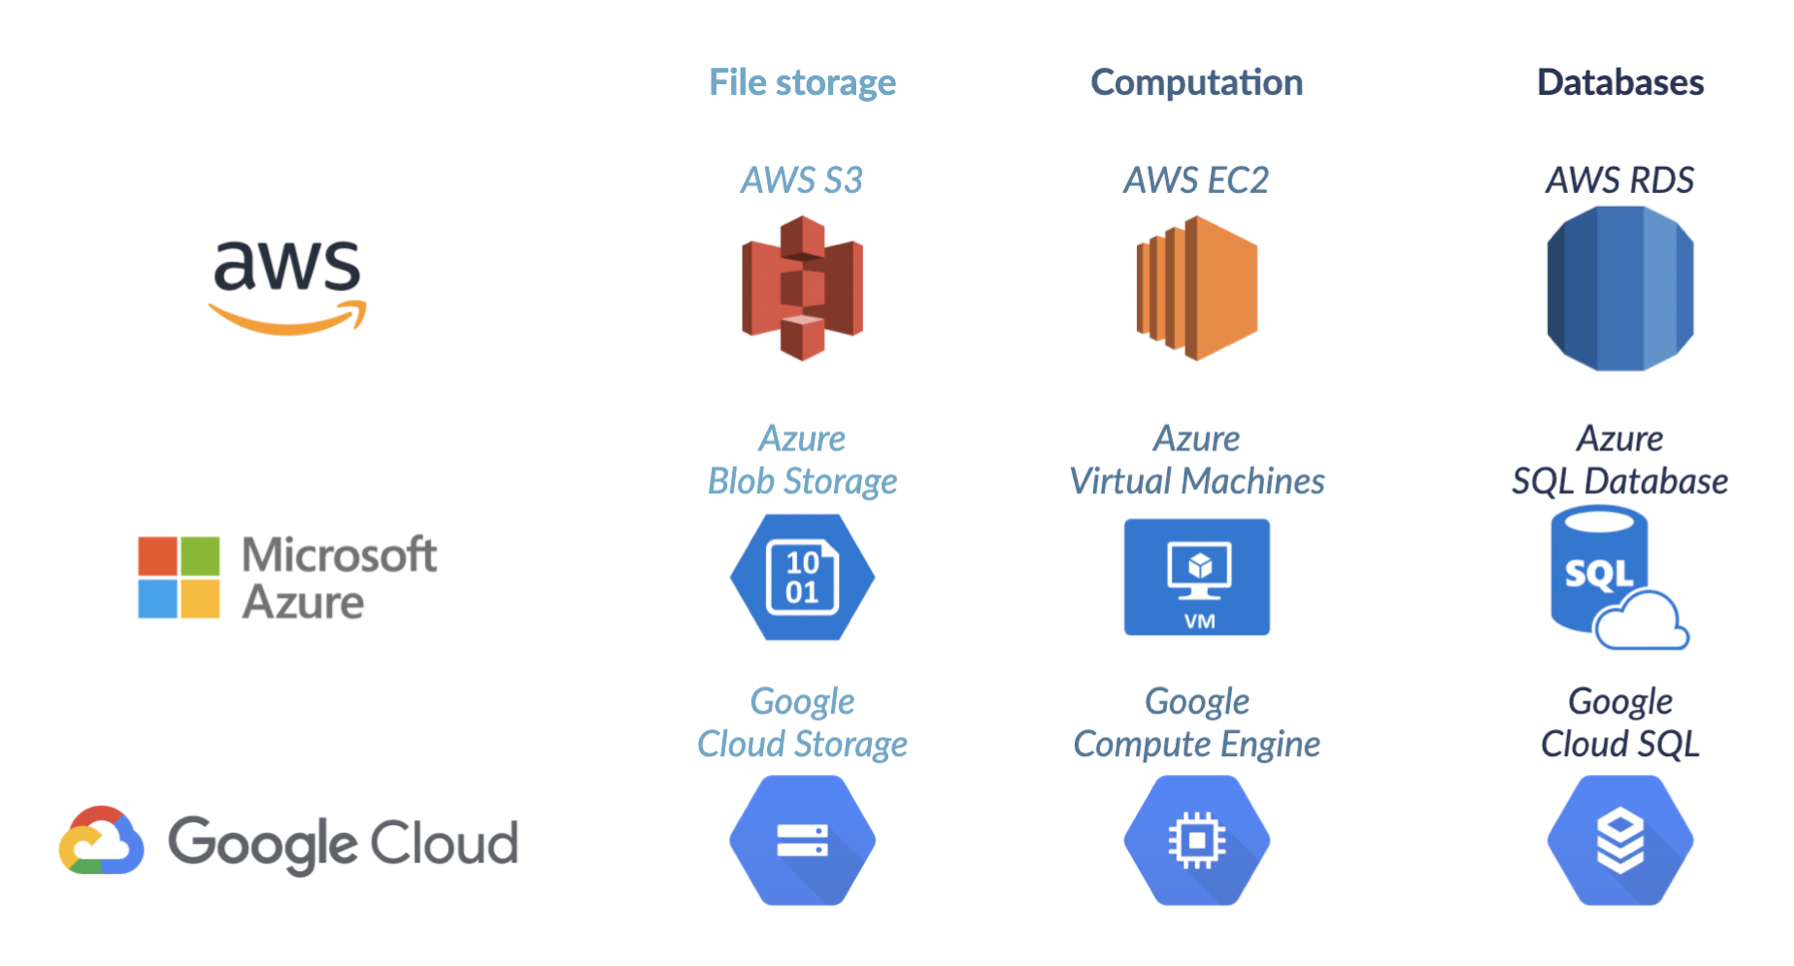 File storage
Computation
Databases
AWS S3
AWS EC2
AWS RDS
aws
Azure
Blob Storage
Azure
Virtual Machines
Azure
SQL Database
Microsoft
Azure
10
01
VM
SQL
Google
Cloud Storage
Google
Compute Engine
Google
Cloud SQL
Google Cloud